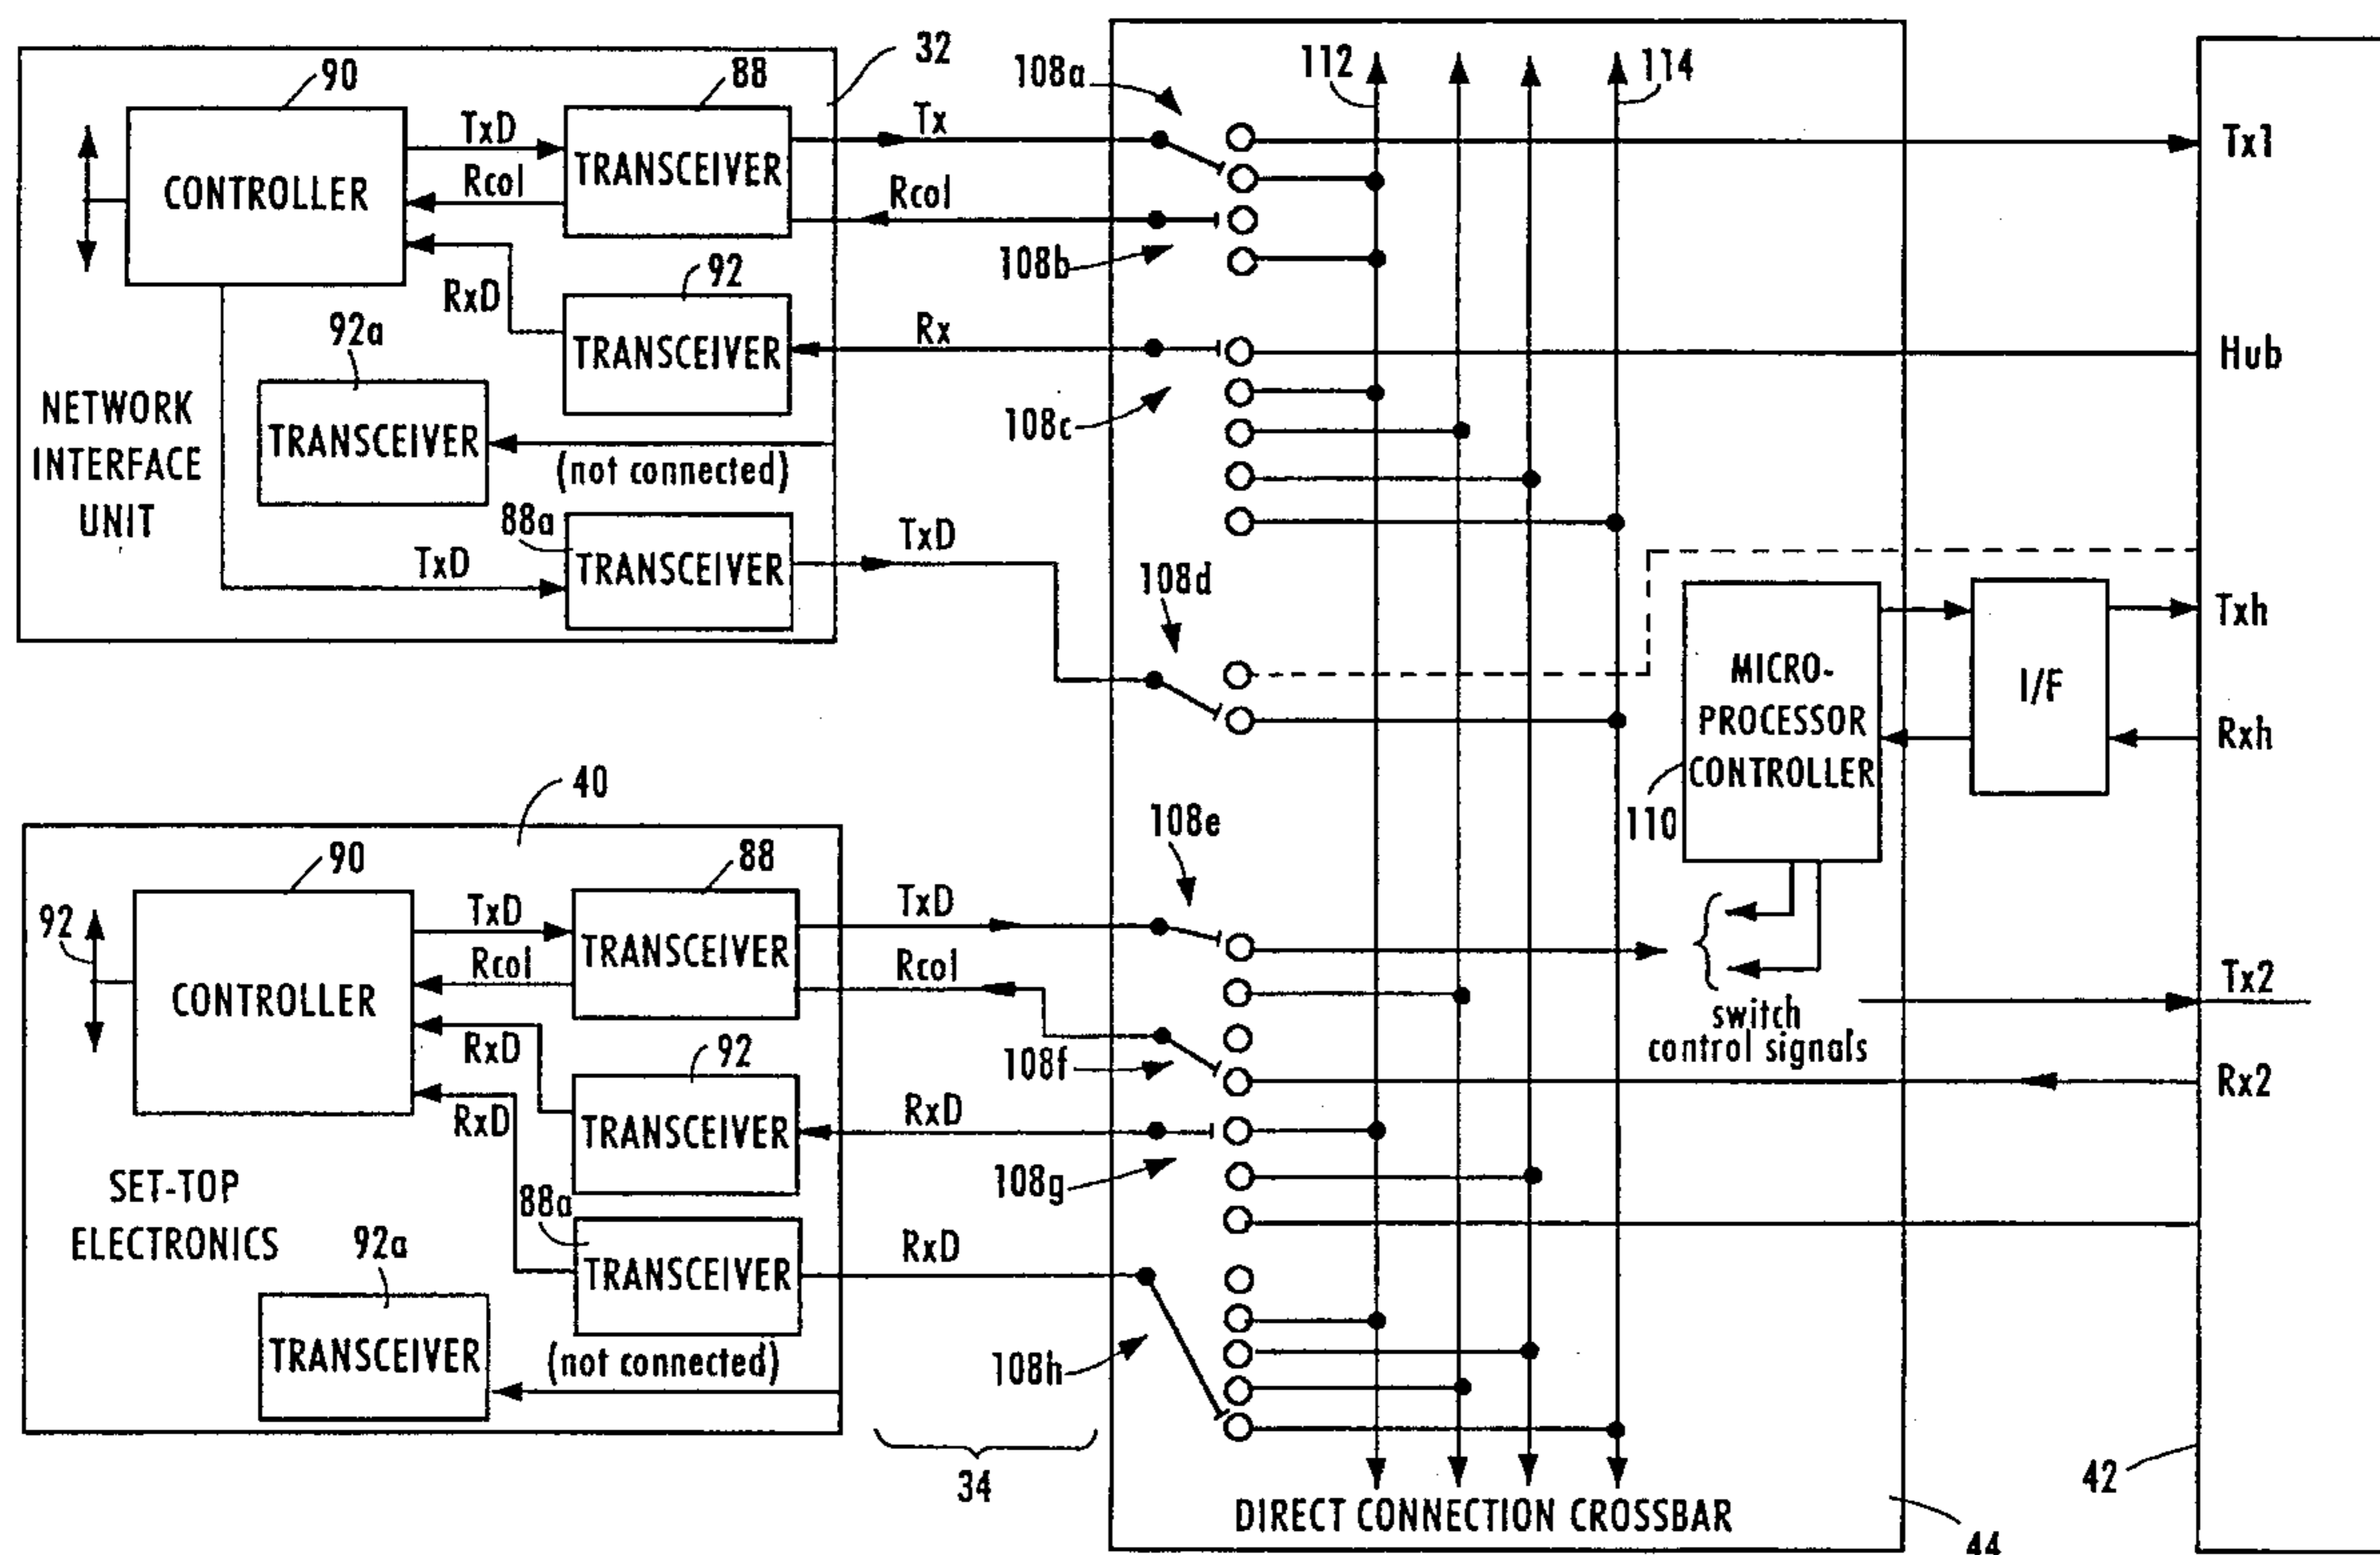 32
90
88
TxD
Rcol
CONTROLLER
TRANSCEIVER
Tx
Rcol
108a
112
114
Tx1
108b
92
RxD
92a
TRANSCEIVER
Rx
108c
Hub
NETWORK
INTERFACE
UNIT
TRANSCEIVER
(not connected)
88a
TxD
TRANSCEIVER
TxD
108d
MICRO-
PROCESSOR
CONTROLLER
I/F
Txh
Rxh
110
40
90
88
92
TxD
Rcol
CONTROLLER
TRANSCEIVER
TxD
Rcol
108e
108f
switch
control signals
Tx2
Rx2
RxD
92
RxD
TRANSCEIVER
RxD
108g
SET-TOP
ELECTRONICS
88a
92a
TRANSCEIVER
RxD
TRANSCEIVER
(not connected)
108h
34
DIRECT CONNECTION CROSSBAR
42
44